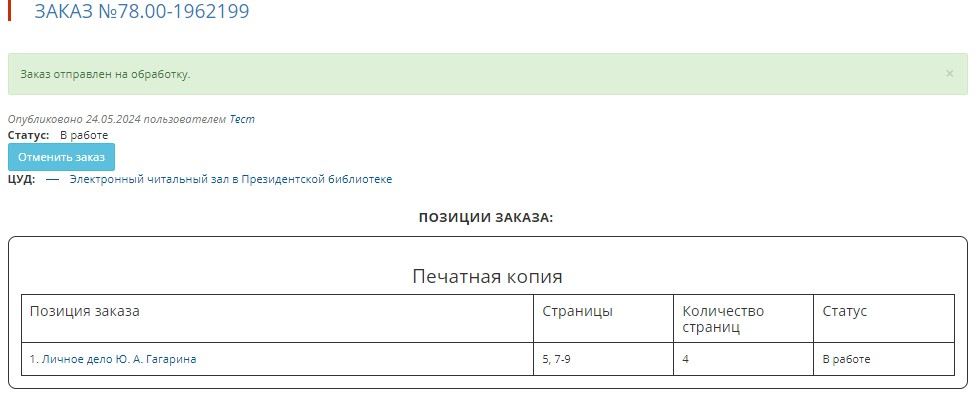 ЗАКАЗ №78.00-1962199
Заказ отправлен на обработку. ×
Опубликовано 24.05.2024 пользователем Тест
Статус: В работе
Отменить заказ
ЦУД: — Электронный читальный зал в Президентской библиотеке
ПОЗИЦИИ ЗАКАЗА:
Печатная копия
Позиция заказа Страницы Количество страниц Статус
1. Личное дело Ю. А. Гагарина 5, 7-9 4 В работе